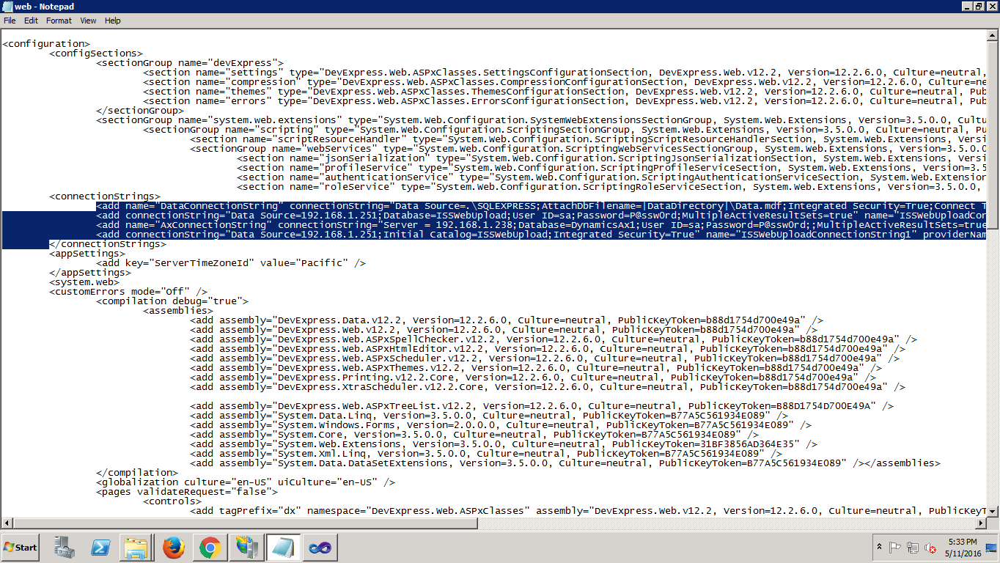 web - Notepad
File Edit Format View Help
<configuration>
<configSections>
<sectionGroup name="devExpress">
<section name="settings" type="DevExpress.Web.ASPxClasses.SettingsConfigurationSection, DevExpress.Web.v12.2, Version=12.2.6.0, Culture=neutral,
<section name="compression" type="DevExpress.Web.ASPxClasses.CompressionConfigurationSection, DevExpress.Web.v12.2, Version=12.2.6.0, Culture=ne
<section name="themes" type="DevExpress.Web.ASPxClasses.ThemesConfigurationSection, DevExpress.Web.v12.2, Version=12.2.6.0, Culture=neutral, Pub
<section name="errors" type="DevExpress.Web.ASPxClasses.ErrorsConfigurationSection, DevExpress.Web.v12.2, Version=12.2.6.0, Culture=neutral, Pub
</sectionGroup>
<sectionGroup name="system.web.extensions" type="System.Web.Configuration.SystemWebExtensionsSectionGroup, System.Web.Extensions, Version=3.5.0.0, Cultu
<sectionGroup name="scripting" type="System.Web.Configuration.ScriptingSectionGroup, System.Web.Extensions, Version=3.5.0.0, Culture=neutral, Pu
<section name="scriptResourceHandler" type="System.Web.Configuration.ScriptingScriptResourceHandlerSection, System.Web.Extensions, Versi
<sectionGroup name="webServices" type="System.Web.Configuration.ScriptingWebServicesSectionGroup, System.Web.Extensions, Version=3.5.0.0
<section name="jsonSerialization" type="System.Web.Configuration.ScriptingJsonSerializationSection, System.Web.Extensions, Versi
<section name="profileService" type="System.Web.Configuration.ScriptingProfileServiceSection, System.Web.Extensions, Version=3.5
<section name="authenticationService" type="System.Web.Configuration.ScriptingAuthenticationServiceSection, System.Web.Extension
<section name="roleService" type="System.Web.Configuration.ScriptingRoleServiceSection, System.Web.Extensions, Version=3.5.0.0,
<connectionStrings>
<add name="DataConnectionString" connectionString="Data Source=.\SQLEXPRESS;AttachDbFilename=|DataDirectory|\Data.mdf;Integrated Security=True;Connect T
<add connectionString="Data Source=192.168.1.251;Database=ISSWebUpload;User ID=sa;Password=P@ssw0rd;MultipleActiveResultSets=true" name="ISSWebUploadCon
<add name="AxConnectionString" connectionString="Server = 192.168.1.238;Database=DynamicsAx1;User ID=sa;Password=P@ssw0rd;;MultipleActiveResultSets=true
<add connectionString="Data Source=192.168.1.251;Initial Catalog=ISSWebUpload;Integrated Security=True" name="ISSWebUploadConnectionString1" providerNam
</connectionStrings>
<appSettings>
<add key="ServerTimeZoneId" value="Pacific" />
</appSettings>
<system.web>
<customErrors mode="Off" />
<compilation debug="true">
<assemblies>
<add assembly="DevExpress.Data.v12.2, Version=12.2.6.0, Culture=neutral, PublicKeyToken=b88d1754d700e49a" />
<add assembly="DevExpress.Web.v12.2, Version=12.2.6.0, Culture=neutral, PublicKeyToken=b88d1754d700e49a" />
<add assembly="DevExpress.Web.ASPxSpellChecker.v12.2, Version=12.2.6.0, Culture=neutral, PublicKeyToken=b88d1754d700e49a" />
<add assembly="DevExpress.Web.ASPxHtmlEditor.v12.2, Version=12.2.6.0, Culture=neutral, PublicKeyToken=b88d1754d700e49a" />
<add assembly="DevExpress.Web.ASPxScheduler.v12.2, Version=12.2.6.0, Culture=neutral, PublicKeyToken=b88d1754d700e49a" />
<add assembly="DevExpress.Web.ASPxThemes.v12.2, Version=12.2.6.0, Culture=neutral, PublicKeyToken=b88d1754d700e49a" />
<add assembly="DevExpress.Printing.v12.2.Core, Version=12.2.6.0, Culture=neutral, PublicKeyToken=b88d1754d700e49a" />
<add assembly="DevExpress.XtraScheduler.v12.2.Core, Version=12.2.6.0, Culture=neutral, PublicKeyToken=b88d1754d700e49a" />
<add assembly="DevExpress.Web.ASPxTreeList.v12.2, Version=12.2.6.0, Culture=neutral, PublicKeyToken=B88D1754D700E49A" />
<add assembly="System.Data.Linq, Version=3.5.0.0, Culture=neutral, PublicKeyToken=B77A5C561934E089" />
<add assembly="System.Windows.Forms, Version=2.0.0.0, Culture=neutral, PublicKeyToken=B77A5C561934E089" />
<add assembly="System.Core, Version=3.5.0.0, Culture=neutral, PublicKeyToken=B77A5C561934E089" />
<add assembly="System.Web.Extensions, Version=3.5.0.0, Culture=neutral, PublicKeyToken=31BF3856AD364E35" />
<add assembly="System.Xml.Linq, Version=3.5.0.0, Culture=neutral, PublicKeyToken=B77A5C561934E089" />
<add assembly="System.Data.DataSetExtensions, Version=3.5.0.0, Culture=neutral, PublicKeyToken=B77A5C561934E089" /></assemblies>
</compilation>
<globalization culture="en-US" uiCulture="en-US" />
<pages validateRequest="false">
<controls>
<add tagPrefix="dx" namespace="DevExpress.Web.ASPxClasses" assembly="DevExpress.Web.v12.2, Version=12.2.6.0, Culture=neutral, PublicKeyT
Start
5:33 PM
5/11/2016